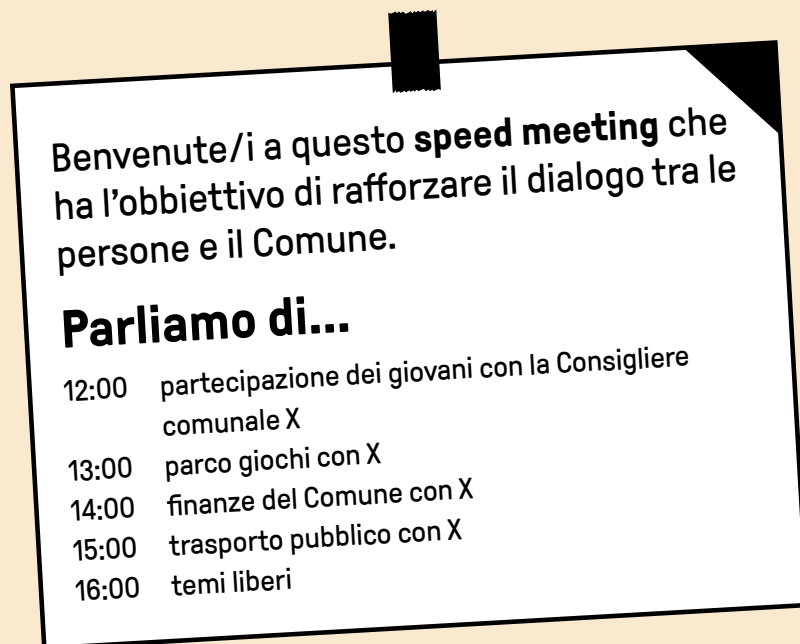 Benvenute/i a questo speed meeting che
ha l’obbiettivo di rafforzare il dialogo tra le
persone e il Comune.
Parliamo di...
12:00 partecipazione dei giovani con la Consigliere
comunale X
13:00 parco giochi con X
14:00 finanze del Comune con X
15:00 trasporto pubblico con X
16:00 temi liberi